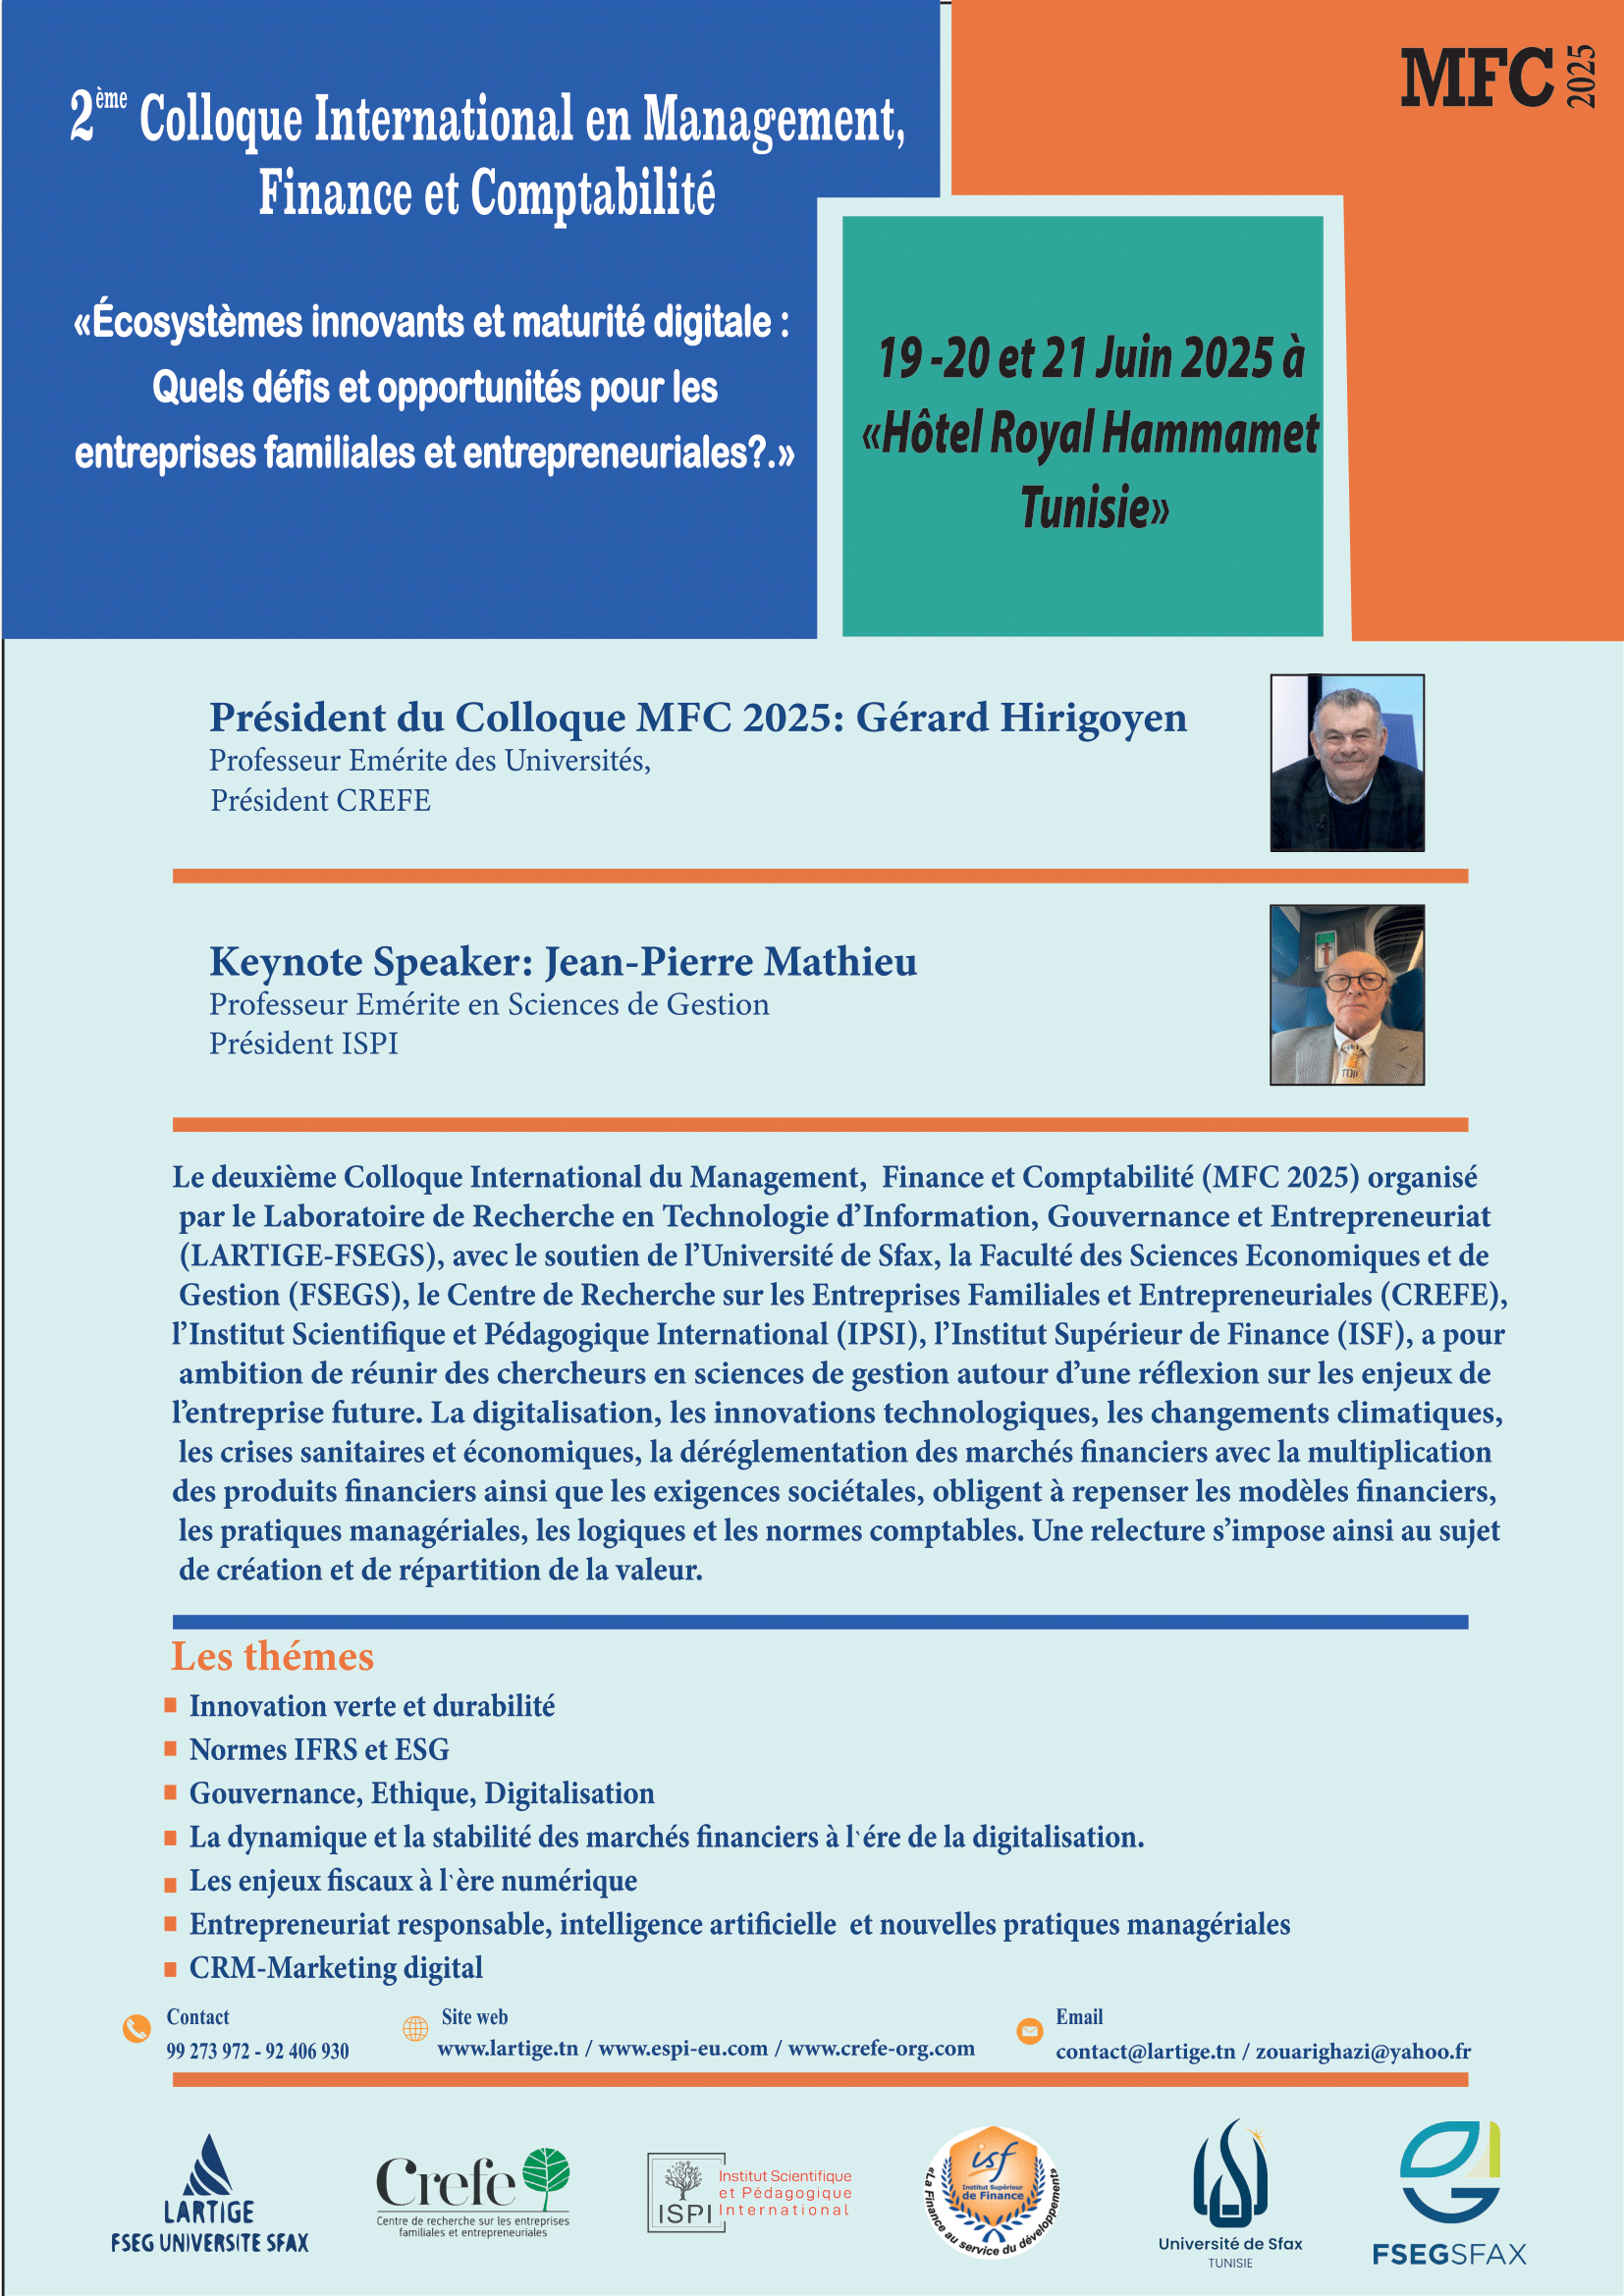 2ème Colloque International en Management,
Finance et Comptabilité
«Écosystèmes innovants et maturité digitale :
Quels défis et opportunités pour les
entreprises familiales et entrepreneuriales?.»
MFC 2025
19 -20 et 21 Juin 2025 à
«Hôtel Royal Hammamet
Tunisie»
Président du Colloque MFC 2025: Gérard Hirigoyen
Professeur Emérite des Universités,
Président CREFE
Keynote Speaker: Jean-Pierre Mathieu
Professeur Emérite en Sciences de Gestion
Président ISPI
Le deuxième Colloque International du Management, Finance et Comptabilité (MFC 2025) organisé
par le Laboratoire de Recherche en Technologie d’Information, Gouvernance et Entrepreneuriat
(LARTIGE-FSEGS), avec le soutien de l’Université de Sfax, la Faculté des Sciences Economiques et de
Gestion (FSEGS), le Centre de Recherche sur les Entreprises Familiales et Entrepreneuriales (CREFE),
l’Institut Scientifique et Pédagogique International (IPSI), l’Institut Supérieur de Finance (ISF), a pour
ambition de réunir des chercheurs en sciences de gestion autour d’une réflexion sur les enjeux de
l’entreprise future. La digitalisation, les innovations technologiques, les changements climatiques,
les crises sanitaires et économiques, la déréglementation des marchés financiers avec la multiplication
des produits financiers ainsi que les exigences sociétales, obligent à repenser les modèles financiers,
les pratiques managériales, les logiques et les normes comptables. Une relecture s’impose ainsi au sujet
de création et de répartition de la valeur.
Les thémes
Innovation verte et durabilité
Normes IFRS et ESG
Gouvernance, Ethique, Digitalisation
La dynamique et la stabilité des marchés financiers à l`ére de la digitalisation.
Les enjeux fiscaux à l`ère numérique
Entrepreneuriat responsable, intelligence artificielle et nouvelles pratiques managériales
CRM-Marketing digital
Contact
99 273 972 - 92 406 930
Site web
www.lartige.tn / www.espi-eu.com / www.crefe-org.com
Email
contact@lartige.tn / zouarighazi@yahoo.fr
LARTIGE
FSEG UNIVERSITE SFAX
Crefe
Centre de recherche sur les entreprises
familiales et entrepreneuriales
ISPI
Institut Scientifique
et Pédagogique
International
isf
Institut Supérieur
de Finance
«La Finance au service du développement»
Université de Sfax
TUNISIE
FSEGSFAX